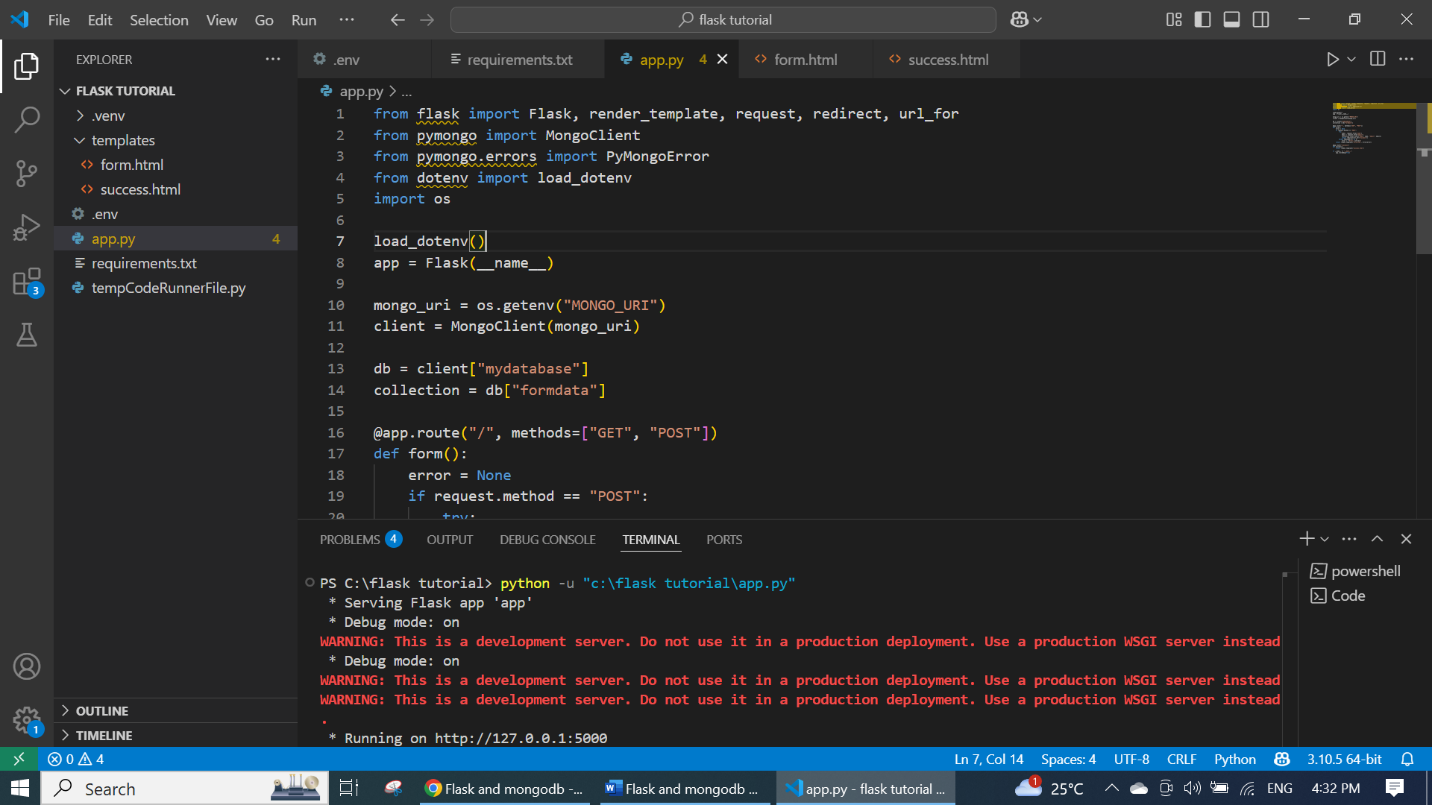 File Edit Selection View Go Run ··· flask tutorial
EXPLORER ···
FLASK TUTORIAL
.venv
templates
form.html
success.html
.env
app.py 4
requirements.txt
tempCodeRunnerFile.py
OUTLINE
TIMELINE
3
1
.env requirements.txt app.py 4 form.html success.html
app.py > ...
1 from flask import Flask, render_template, request, redirect, url_for
2 from pymongo import MongoClient
3 from pymongo.errors import PyMongoError
4 from dotenv import load_dotenv
5 import os
6
7 load_dotenv()
8 app = Flask(__name__)
9
10 mongo_uri = os.getenv("MONGO_URI")
11 client = MongoClient(mongo_uri)
12
13 db = client["mydatabase"]
14 collection = db["formdata"]
15
16 @app.route("/", methods=["GET", "POST"])
17 def form():
18 error = None
19 if request.method == "POST":
20 try:
PROBLEMS 4 OUTPUT DEBUG CONSOLE TERMINAL PORTS
PS C:\flask tutorial> python -u "c:\flask tutorial\app.py"
* Serving Flask app 'app'
* Debug mode: on
WARNING: This is a development server. Do not use it in a production deployment. Use a production WSGI server instead
* Debug mode: on
WARNING: This is a development server. Do not use it in a production deployment. Use a production WSGI server instead
WARNING: This is a development server. Do not use it in a production deployment. Use a production WSGI server instead
.
* Running on http://127.0.0.1:5000
powershell
Code
0 4 Ln 7, Col 14 Spaces: 4 UTF-8 CRLF Python 3.10.5 64-bit
Search Flask and mongodb -... Flask and mongodb ... app.py - flask tutorial ... 1 25°C ENG 4:32 PM